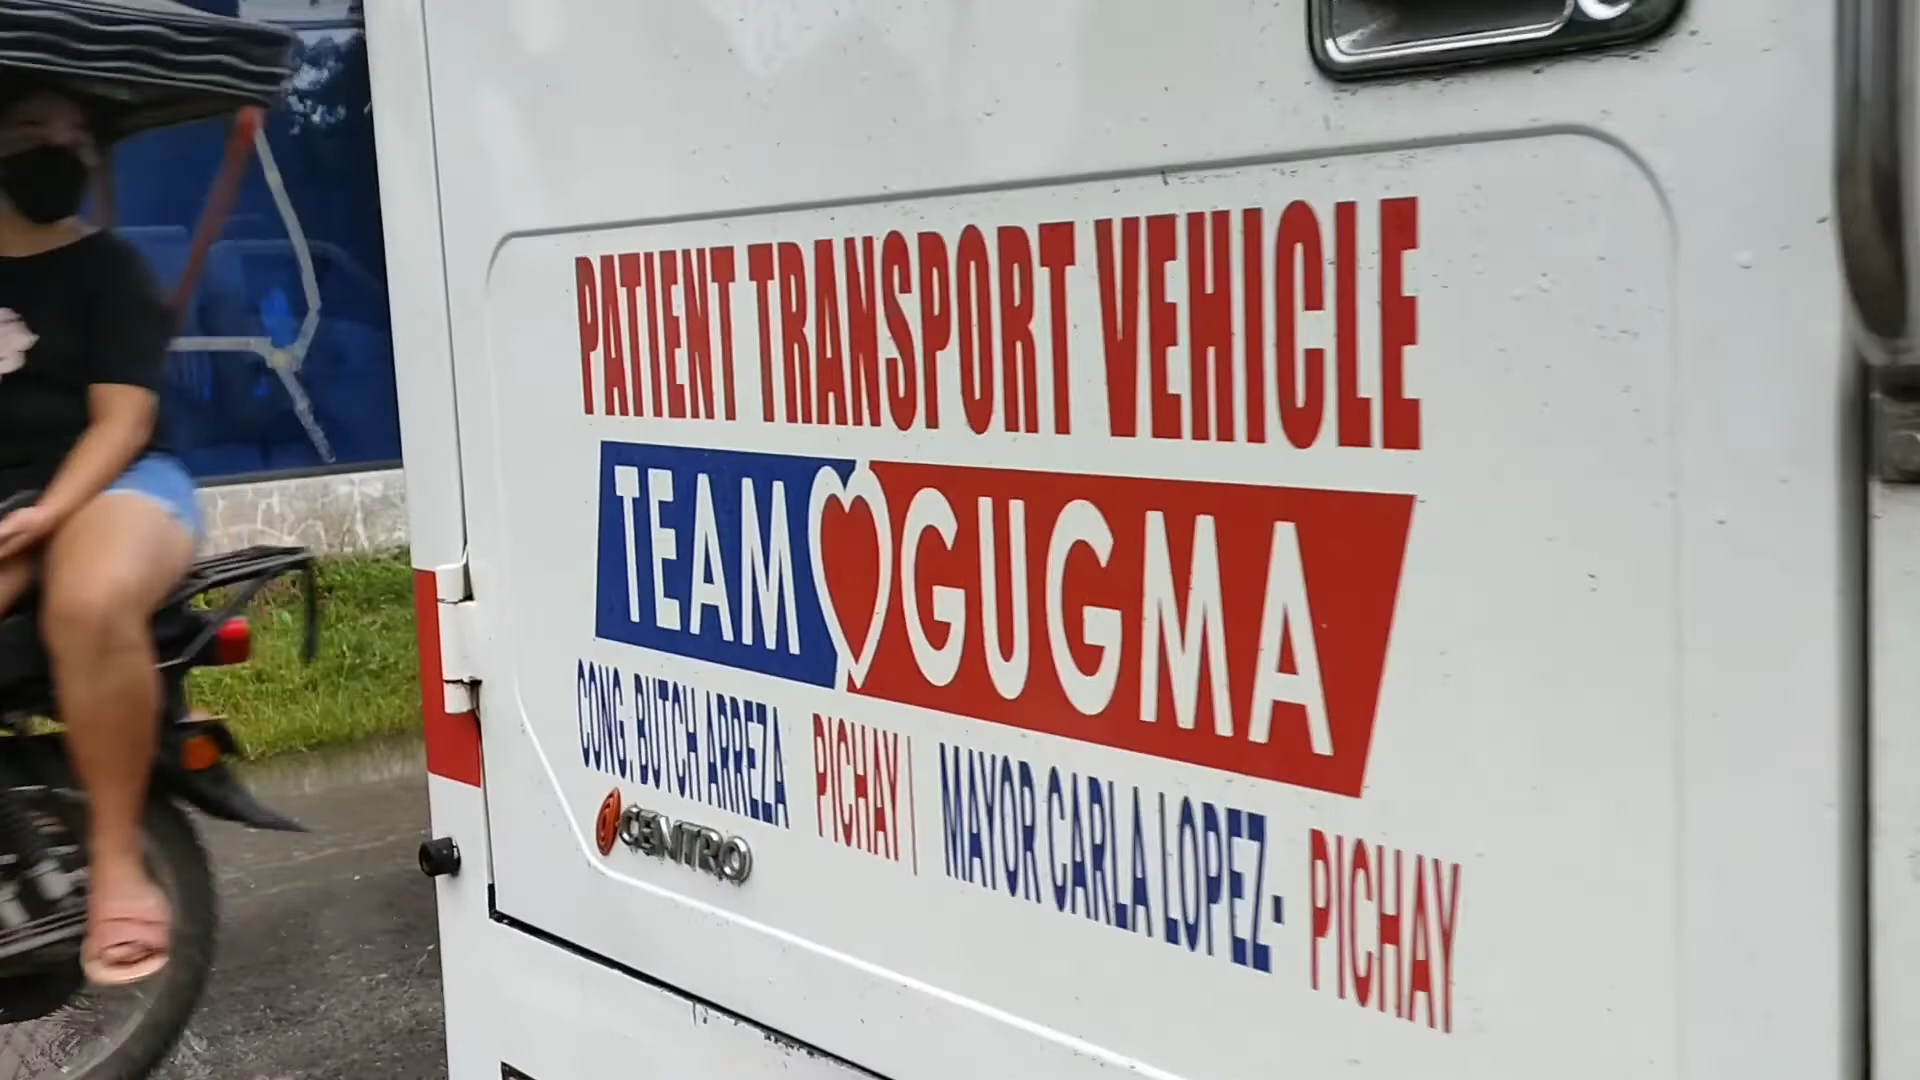 PATIENT TRANSPORT VEHICLE
TEAM GUGMA
CONG. BUTCH ARREZA PICHAY | MAYOR CARLA LOPEZ- PICHAY
CENTRO